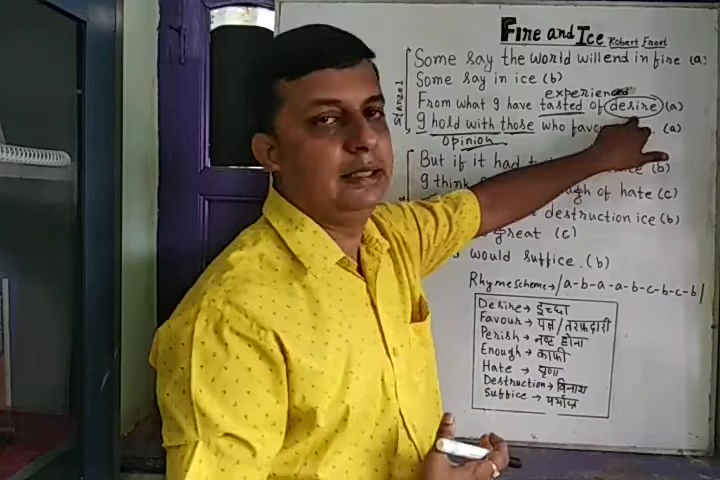 Fire and Ice Robert Frost
Some say the world will end in fire (a)
Some say in ice (b)
experienced
From what I have tasted of desire (a)
I hold with those who favo (a)
opinion
Stanza 1
But if it had t ce (b)
I think gh of hate (c)
destruction ice (b)
great (c)
would suffice. (b)
Rhyme scheme → /a-b-a-a-b-c-b-c-b/
Desire → इच्छा
Favour → पक्ष/तरफदारी
Perish → नष्ट होना
Enough → काफी
Hate → घृणा
Destruction → विनाश
Suffice → पर्याप्त